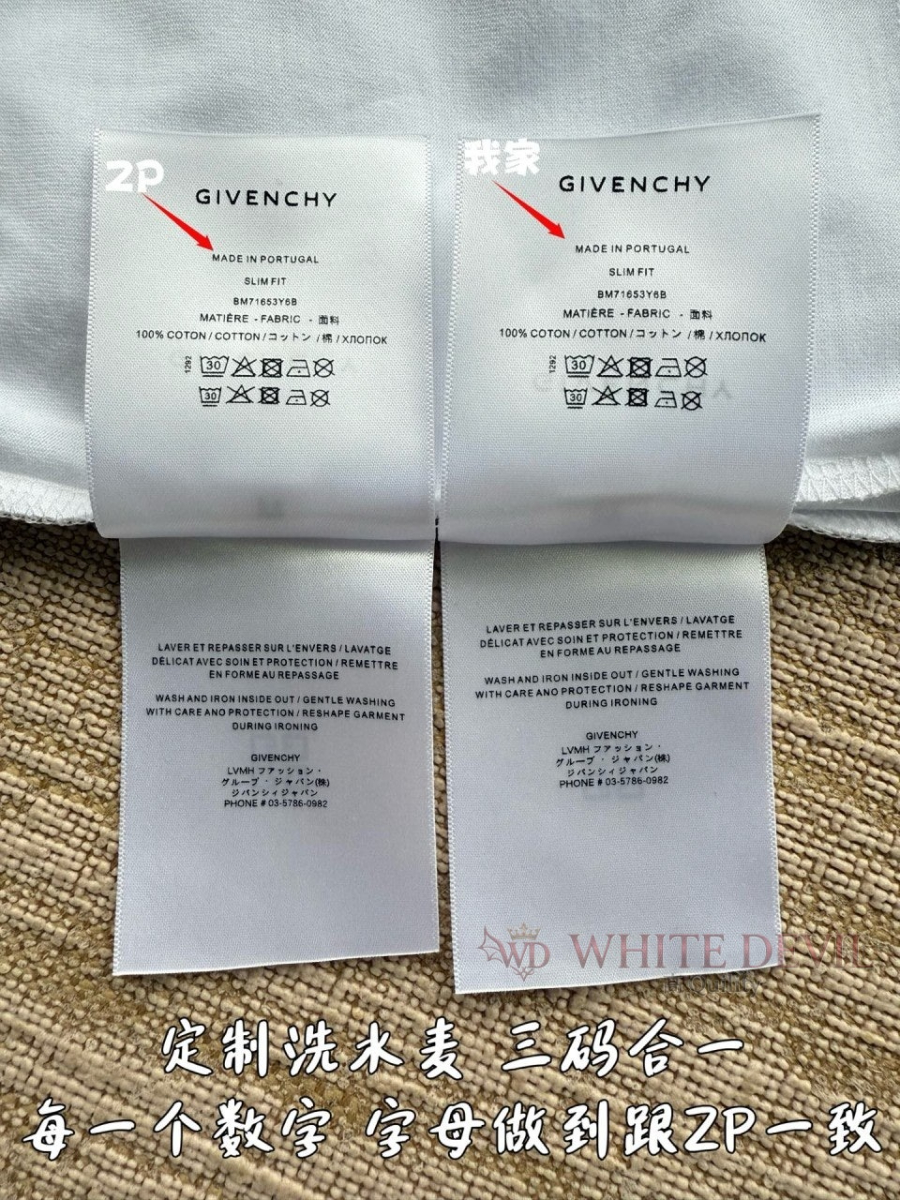 ZP
GIVENCHY
MADE IN PORTUGAL
SLIM FIT
BM71653Y6B
MATIÈRE - FABRIC - 面料
100% COTON / COTTON / コットン / 棉 / ХЛОПОК
1292
30
30
LAVER ET REPASSER SUR L'ENVERS / LAVATGE
DÉLICAT AVEC SOIN ET PROTECTION / REMETTRE
EN FORME AU REPASSAGE
WASH AND IRON INSIDE OUT / GENTLE WASHING
WITH CARE AND PROTECTION / RESHAPE GARMENT
DURING IRONING
GIVENCHY
LVMH ファッション・
グループ・ジャパン(株)
ジバンシィジャパン
PHONE # 03-5786-0982
我家
GIVENCHY
MADE IN PORTUGAL
SLIM FIT
BM71653Y6B
MATIÈRE - FABRIC - 面料
100% COTON / COTTON / コットン / 棉 / ХЛОПОК
1292
30
30
LAVER ET REPASSER SUR L'ENVERS / LAVATGE
DÉLICAT AVEC SOIN ET PROTECTION / REMETTRE
EN FORME AU REPASSAGE
WASH AND IRON INSIDE OUT / GENTLE WASHING
WITH CARE AND PROTECTION / RESHAPE GARMENT
DURING IRONING
GIVENCHY
LVMH ファッション・
グループ・ジャパン(株)
ジバンシィジャパン
PHONE # 03-5786-0982
WD WHITE DEVIL
定制洗水麦 三码合一
每一个数字 字母做到跟ZP一致